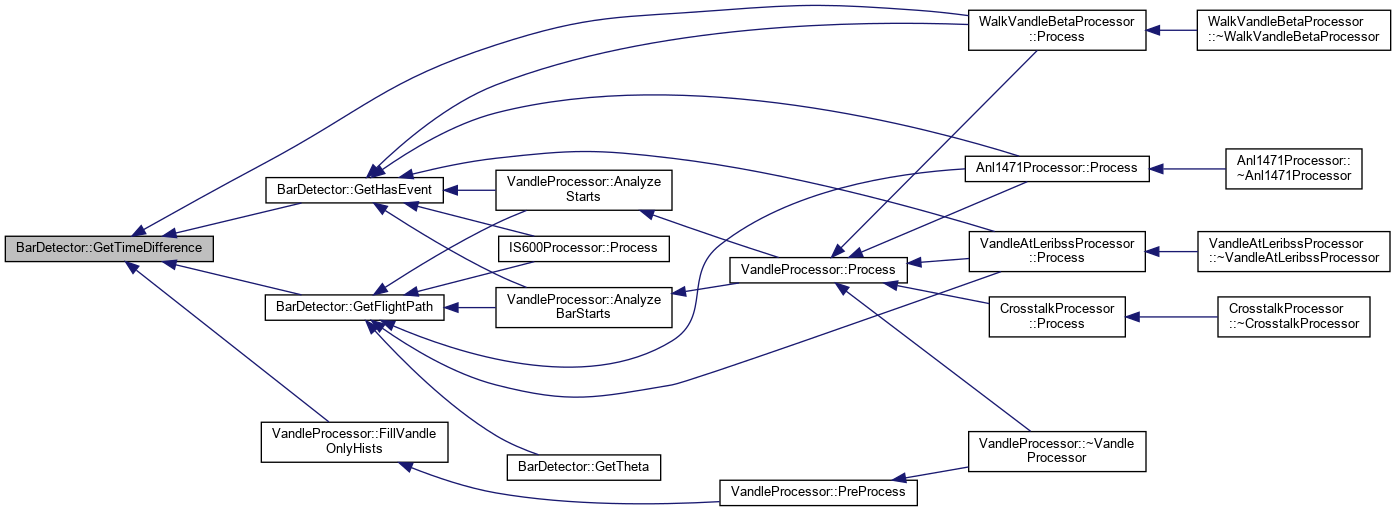 BarDetector::GetTimeDifference
BarDetector::GetHasEvent
BarDetector::GetFlightPath
VandleProcessor::FillVandle
OnlyHists
VandleProcessor::Analyze
Starts
IS600Processor::Process
VandleProcessor::Analyze
BarStarts
BarDetector::GetTheta
VandleProcessor::Process
VandleProcessor::PreProcess
WalkVandleBetaProcessor
::Process
Anl1471Processor::Process
VandleAtLeribssProcessor
::Process
CrosstalkProcessor
::Process
VandleProcessor::~Vandle
Processor
WalkVandleBetaProcessor
::~WalkVandleBetaProcessor
Anl1471Processor::
~Anl1471Processor
VandleAtLeribssProcessor
::~VandleAtLeribssProcessor
CrosstalkProcessor
::~CrosstalkProcessor